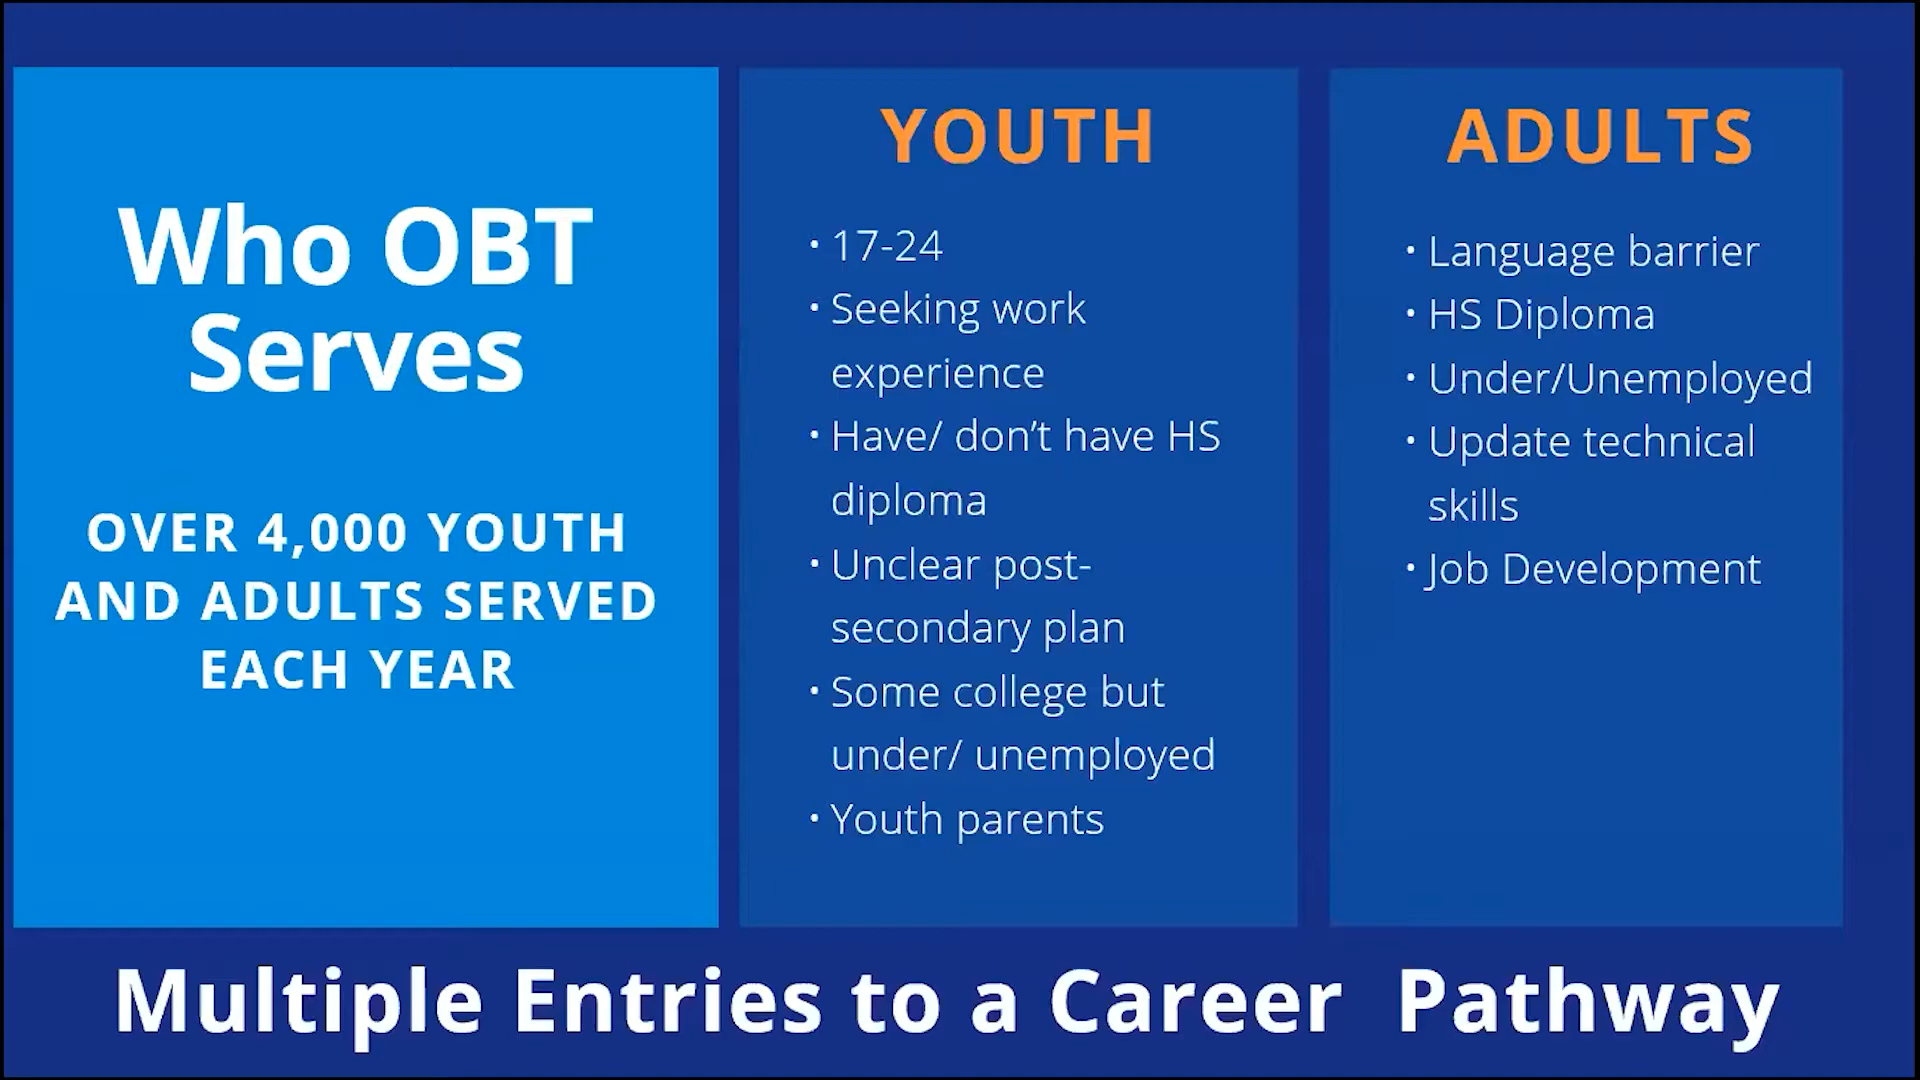 Who OBT
Serves
OVER 4,000 YOUTH
AND ADULTS SERVED
EACH YEAR
YOUTH
• 17-24
• Seeking work
experience
• Have/ don’t have HS
diploma
• Unclear post-
secondary plan
• Some college but
under/ unemployed
• Youth parents
ADULTS
• Language barrier
• HS Diploma
• Under/Unemployed
• Update technical
skills
• Job Development
Multiple Entries to a Career Pathway